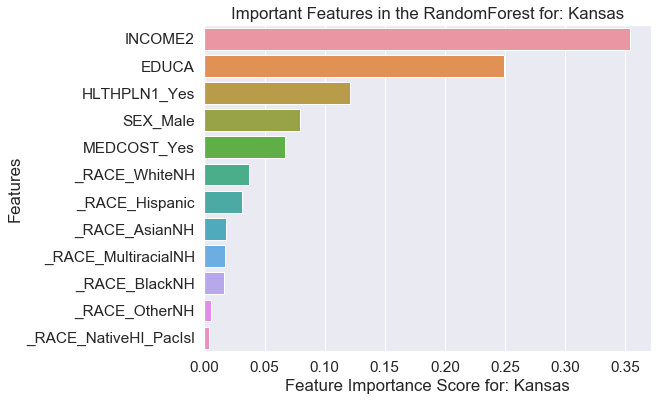 Important Features in the RandomForest for: Kansas
Features
INCOME2
EDUCA
HLTHPLN1_Yes
SEX_Male
MEDCOST_Yes
_RACE_WhiteNH
_RACE_Hispanic
_RACE_AsianNH
_RACE_MultiracialNH
_RACE_BlackNH
_RACE_OtherNH
_RACE_NativeHI_PacIsl
0.00 0.05 0.10 0.15 0.20 0.25 0.30 0.35
Feature Importance Score for: Kansas